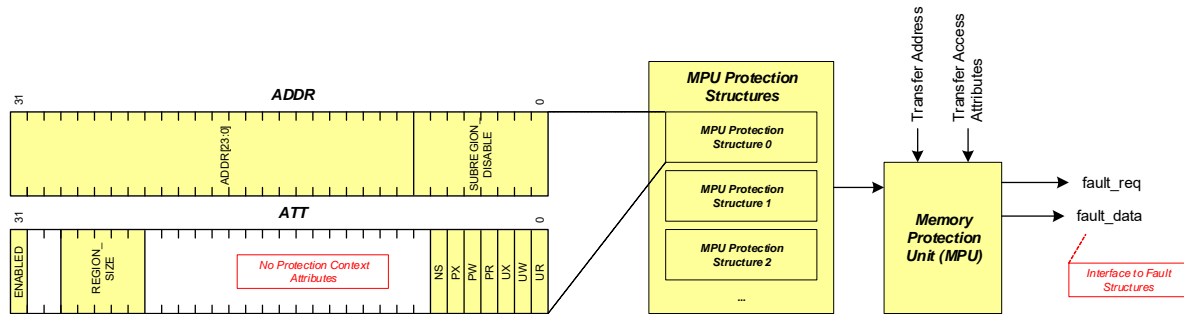 ADDR
31
0
ADDR[23:0]
SUBREGION_
DISABLE
ATT
31
0
ENABLED
REGION_
SIZE
No Protection Context
Attributes
NS
PX
PW
PR
UX
UW
UR
MPU Protection
Structures
MPU Protection
Structure 0
MPU Protection
Structure 1
MPU Protection
Structure 2
...
Transfer Address
Transfer Access
Attributes
Memory
Protection
Unit (MPU)
fault_req
fault_data
Interface to Fault
Structures